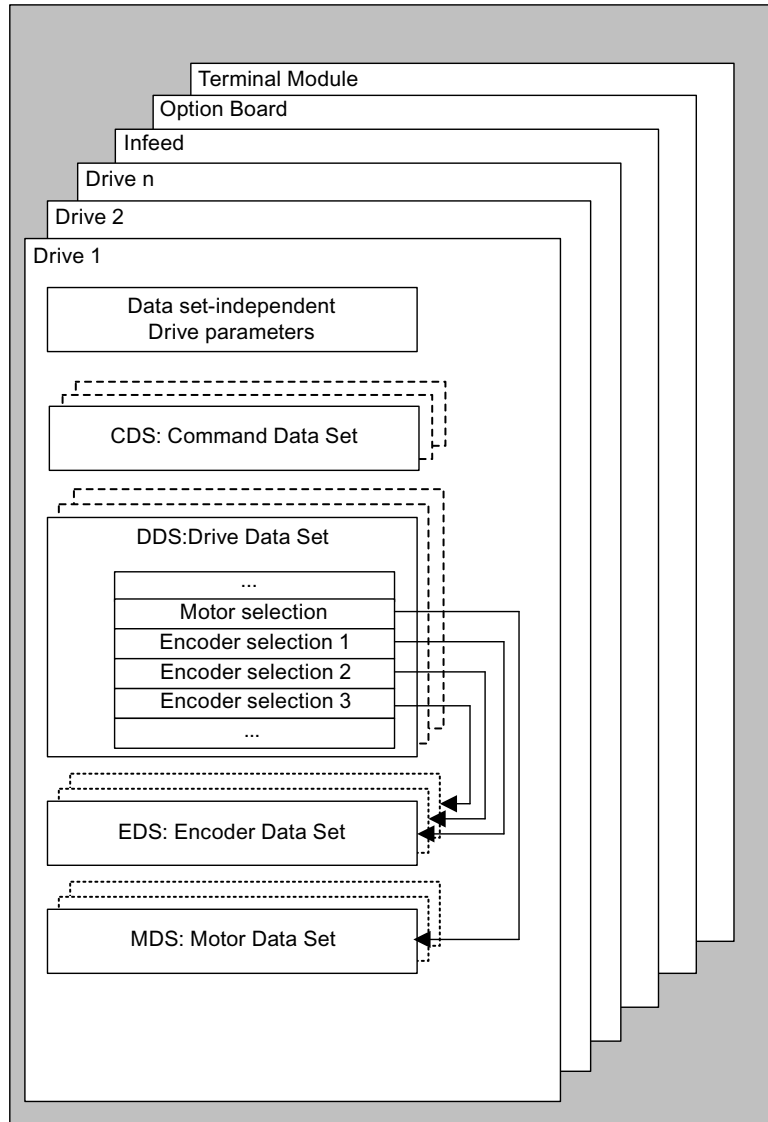 Terminal Module
Option Board
Infeed
Drive n
Drive 2
Drive 1
Data set-independent
Drive parameters
CDS: Command Data Set
DDS:Drive Data Set
...
Motor selection
Encoder selection 1
Encoder selection 2
Encoder selection 3
...
EDS: Encoder Data Set
MDS: Motor Data Set